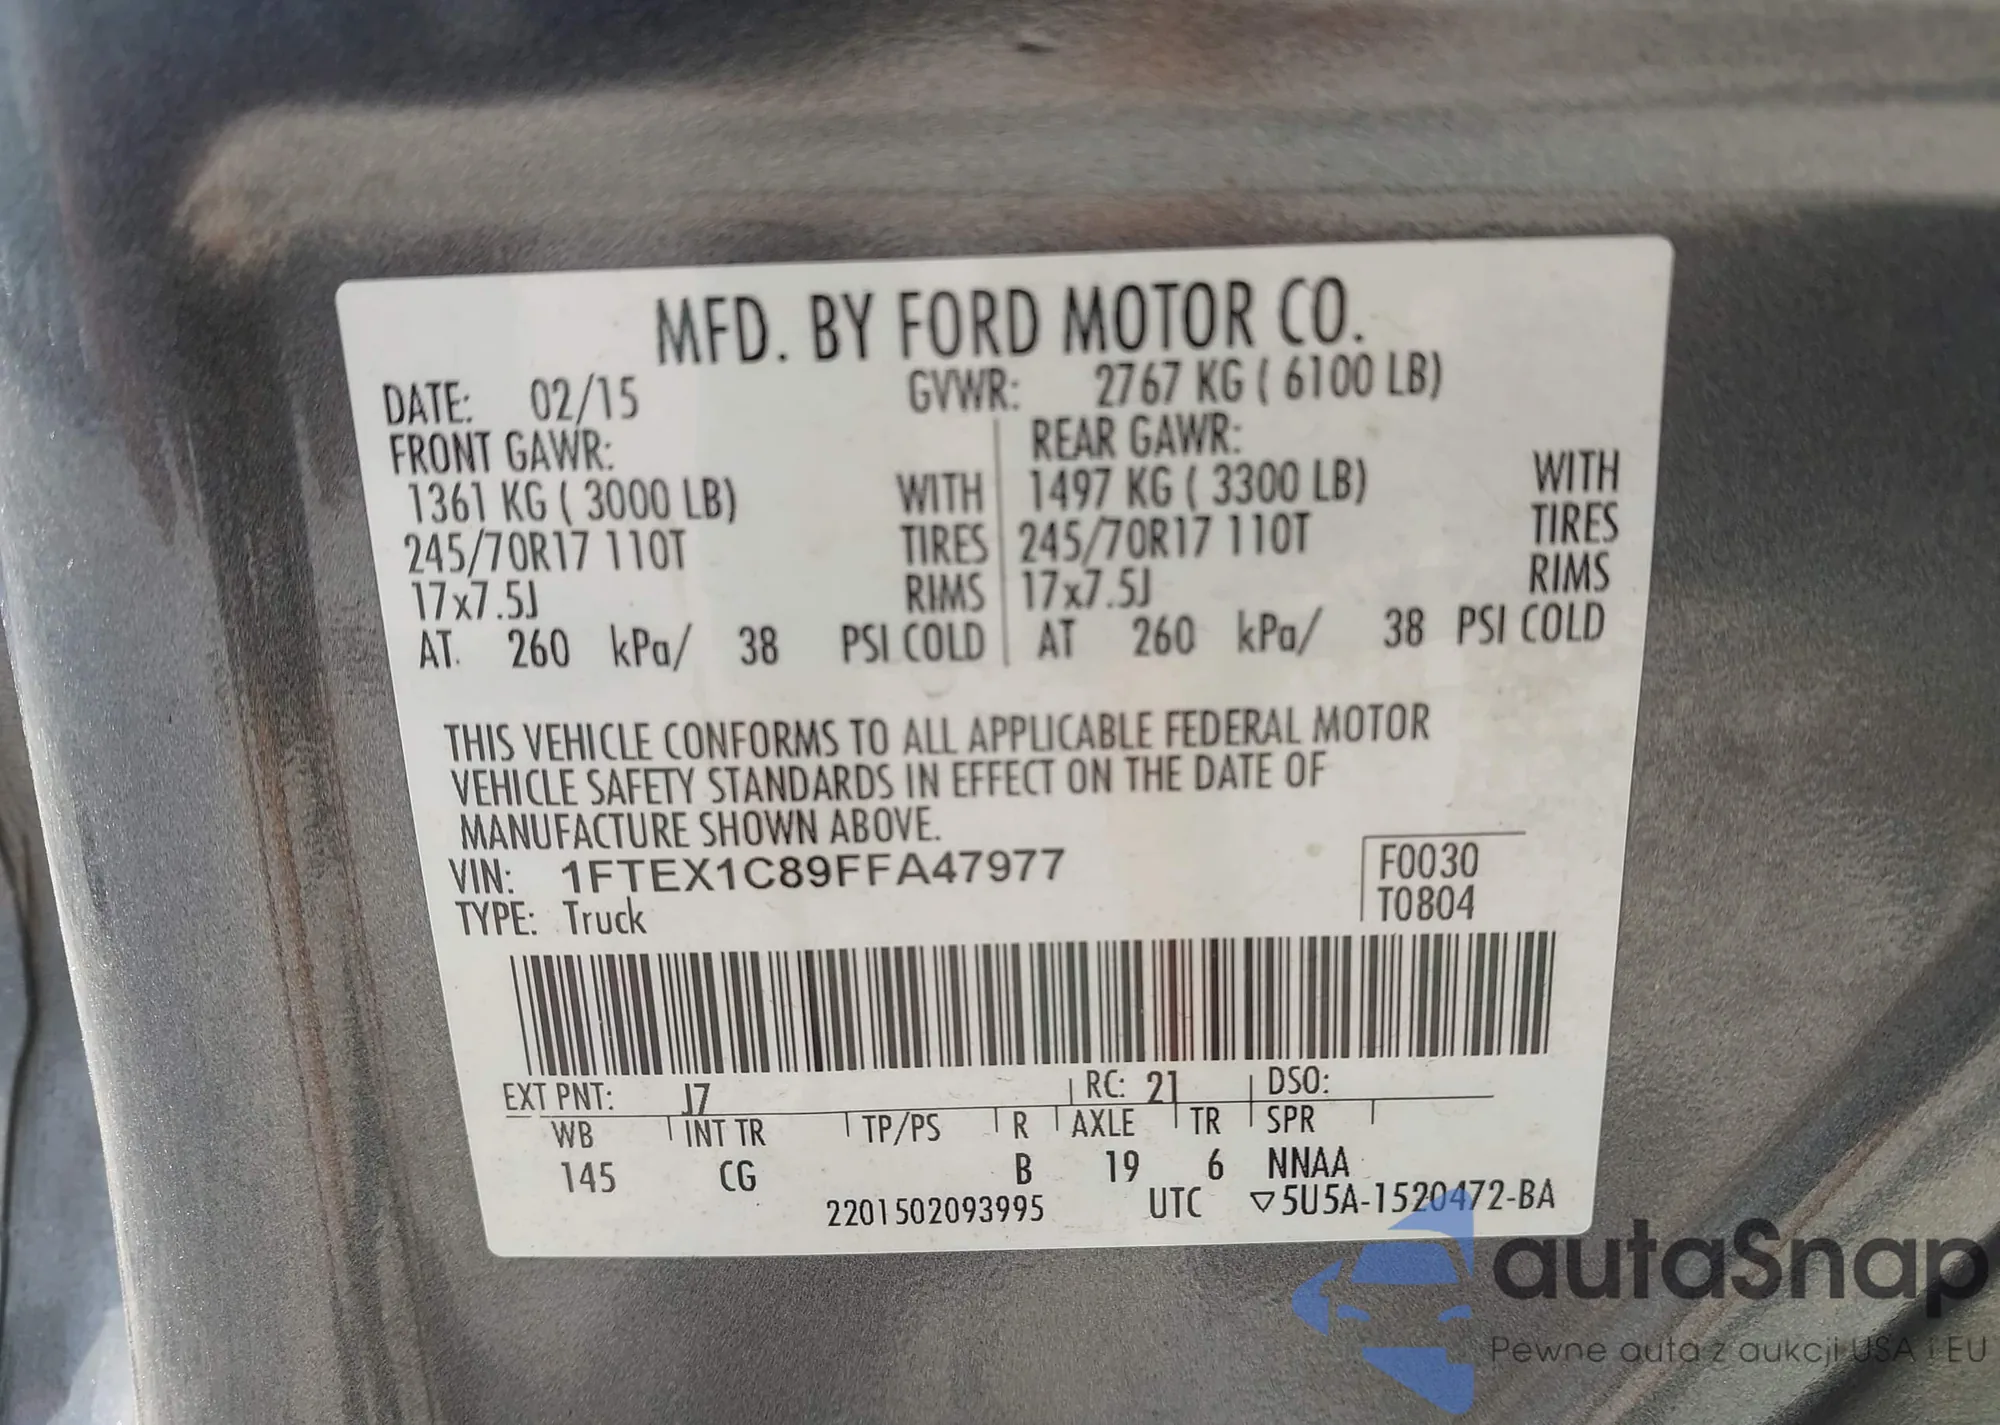 MFD. BY FORD MOTOR CO.
DATE: 02/15 GVWR: 2767 KG ( 6100 LB)
FRONT GAWR: REAR GAWR:
1361 KG ( 3000 LB) WITH 1497 KG ( 3300 LB) WITH
245/70R17 110T TIRES 245/70R17 110T TIRES
17x7.5J RIMS 17x7.5J RIMS
AT 260 kPa/ 38 PSI COLD AT 260 kPa/ 38 PSI COLD
THIS VEHICLE CONFORMS TO ALL APPLICABLE FEDERAL MOTOR
VEHICLE SAFETY STANDARDS IN EFFECT ON THE DATE OF
MANUFACTURE SHOWN ABOVE.
VIN: 1FTEX1C89FFA47977 F0030
TYPE: Truck T0804
EXT PNT: J7 RC: 21 DSO:
WB INT TR TP/PS R AXLE TR SPR
145 CG B 19 6 NNAA
2201502093995 UTC ▽5U5A-1520472-BA
autaSnap
Pewne auta z aukcji USA i EU